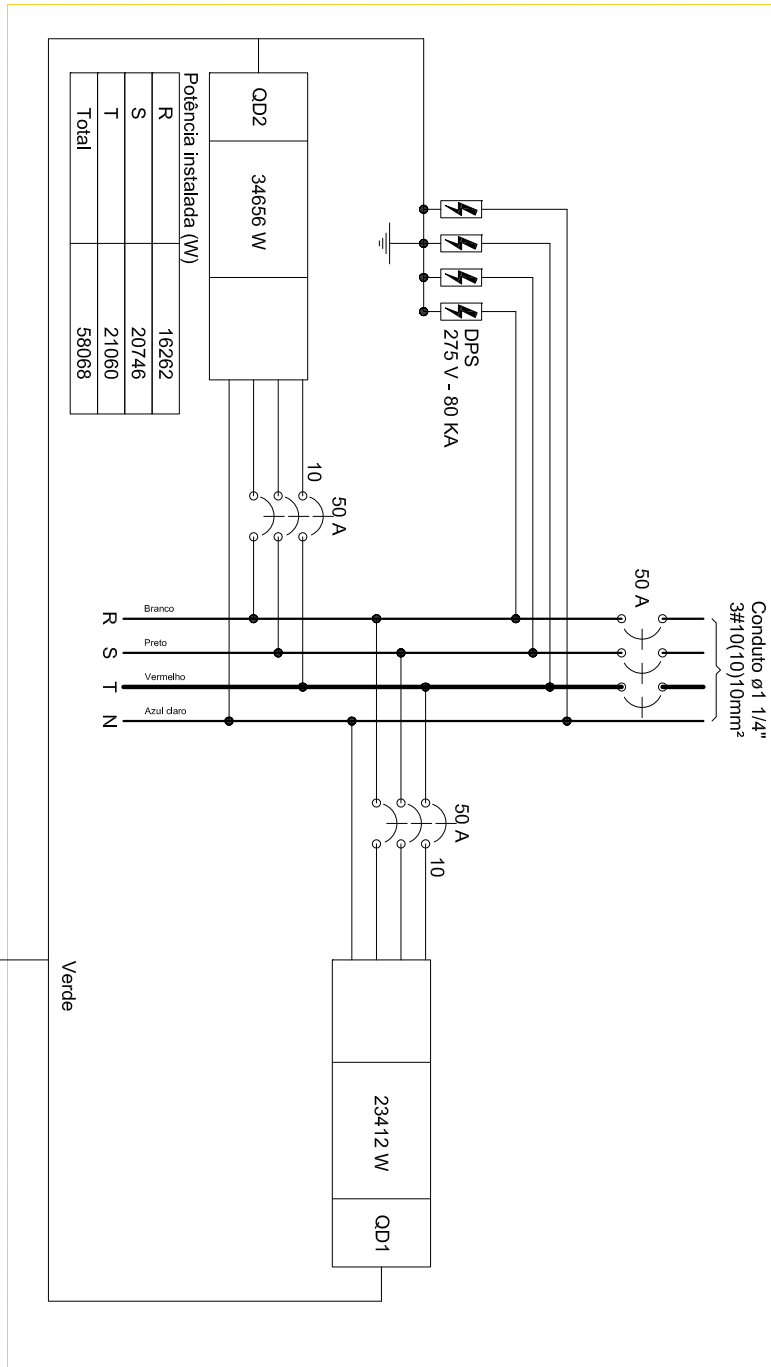 Conduto ø1 1/4"
3#10(10)10mm²
50 A
DPS
275 V - 80 KA
QD2
34656 W
10
50 A
Potência instalada (W)
R 16262
S 20746
T 21060
Total 58068
R Branco
S Preto
T Vermelho
N Azul claro
50 A
10
23412 W
QD1
Verde